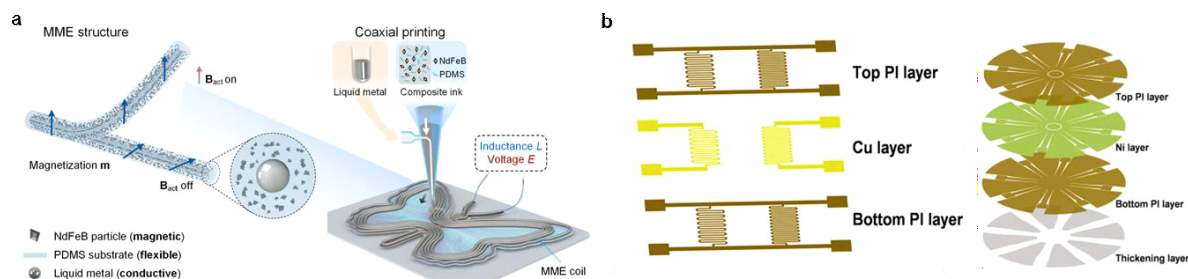 a
MME structure
B_act on
Magnetization m
B_act off
NdFeB particle (magnetic)
PDMS substrate (flexible)
Liquid metal (conductive)
Coaxial printing
NdFeB
PDMS
Liquid metal
Composite ink
Inductance L
Voltage E
MME coil
b
Top PI layer
Cu layer
Bottom PI layer
Top PI layer
Ni layer
Bottom PI layer
Thickening layer